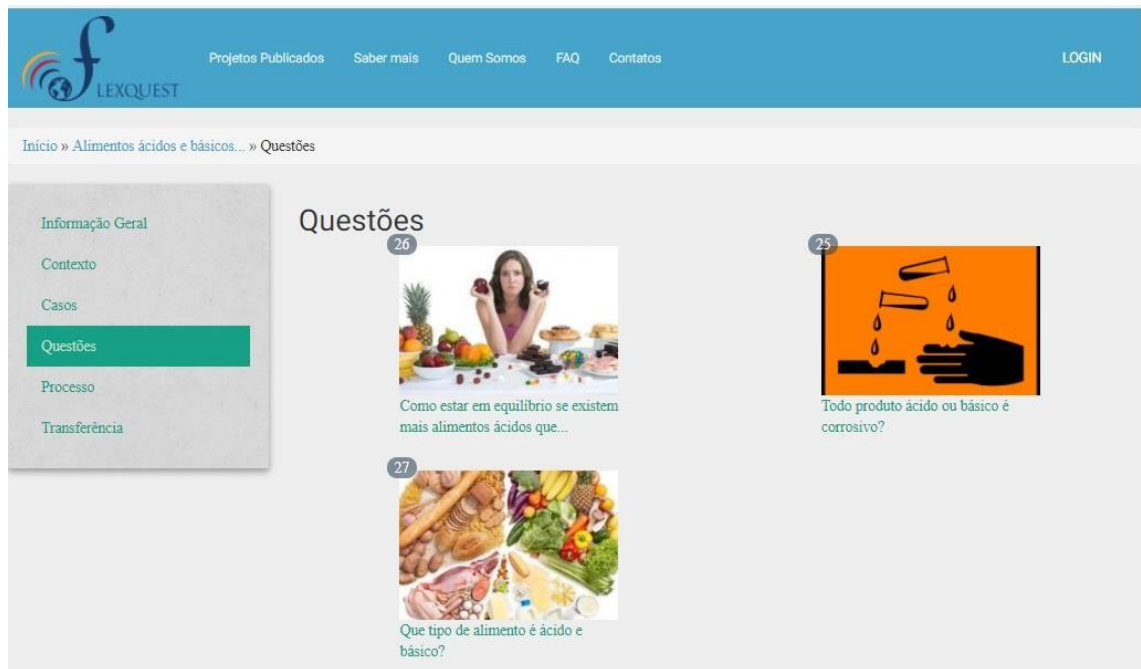 FLEXQUEST
Projetos Publicados Saber mais Quem Somos FAQ Contatos LOGIN
Início » Alimentos ácidos e básicos... » Questões
Informação Geral
Contexto
Casos
Questões
Processo
Transferência
Questões
26
Como estar em equilíbrio se existem
mais alimentos ácidos que...
25
Todo produto ácido ou básico é
corrosivo?
27
Que tipo de alimento é ácido e
básico?